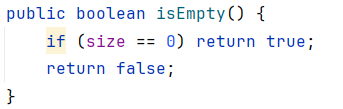 public boolean isEmpty() {
    if (size == 0) return true;
    return false;
}